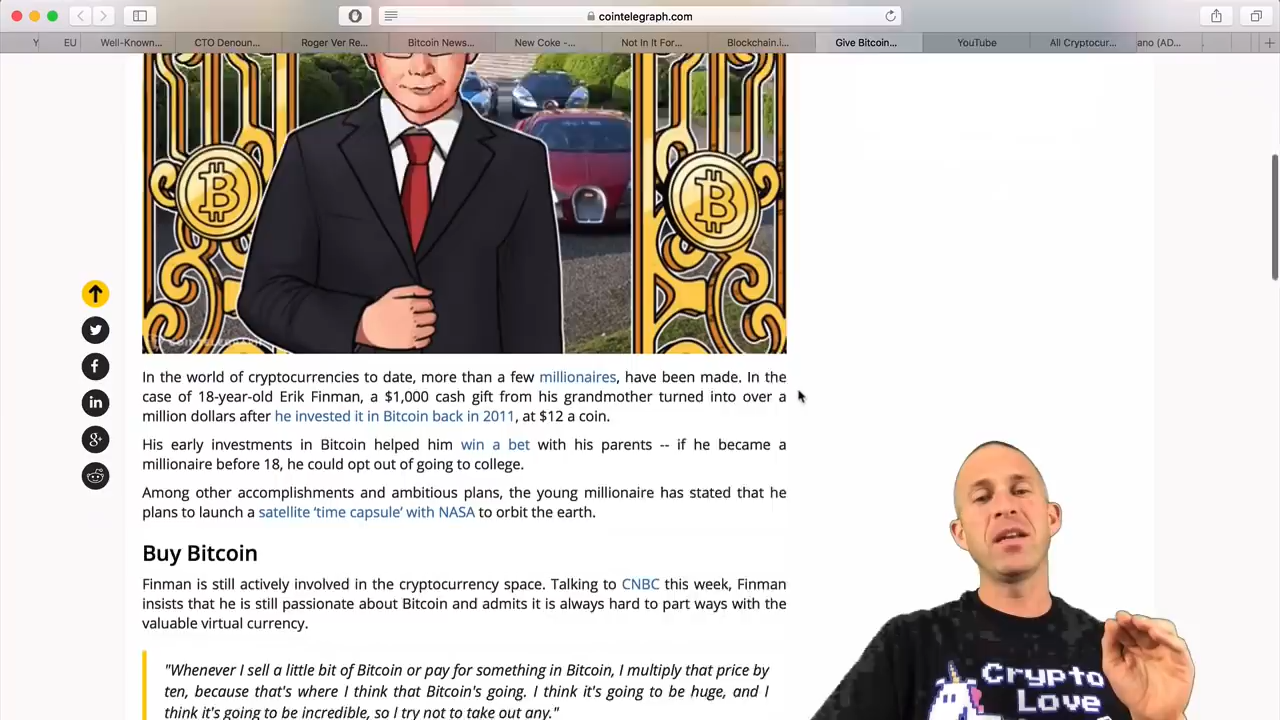 cointelegraph.com
Y
EU
Well-Known...
CTO Denoun...
Roger Ver Re...
Bitcoin News...
New Coke -...
Not In It For...
Blockchain.i...
Give Bitcoin...
YouTube
All Cryptocur...
ano (AD...
In the world of cryptocurrencies to date, more than a few millionaires, have been made. In the
case of 18-year-old Erik Finman, a $1,000 cash gift from his grandmother turned into over a
million dollars after he invested it in Bitcoin back in 2011, at $12 a coin.
His early investments in Bitcoin helped him win a bet with his parents -- if he became a
millionaire before 18, he could opt out of going to college.
Among other accomplishments and ambitious plans, the young millionaire has stated that he
plans to launch a satellite ‘time capsule’ with NASA to orbit the earth.
Buy Bitcoin
Finman is still actively involved in the cryptocurrency space. Talking to CNBC this week, Finman
insists that he is still passionate about Bitcoin and admits it is always hard to part ways with the
valuable virtual currency.
"Whenever I sell a little bit of Bitcoin or pay for something in Bitcoin, I multiply that price by
ten, because that's where I think that Bitcoin's going. I think it's going to be huge, and I
think it's going to be incredible, so I try not to take out any."
Crypto
Love